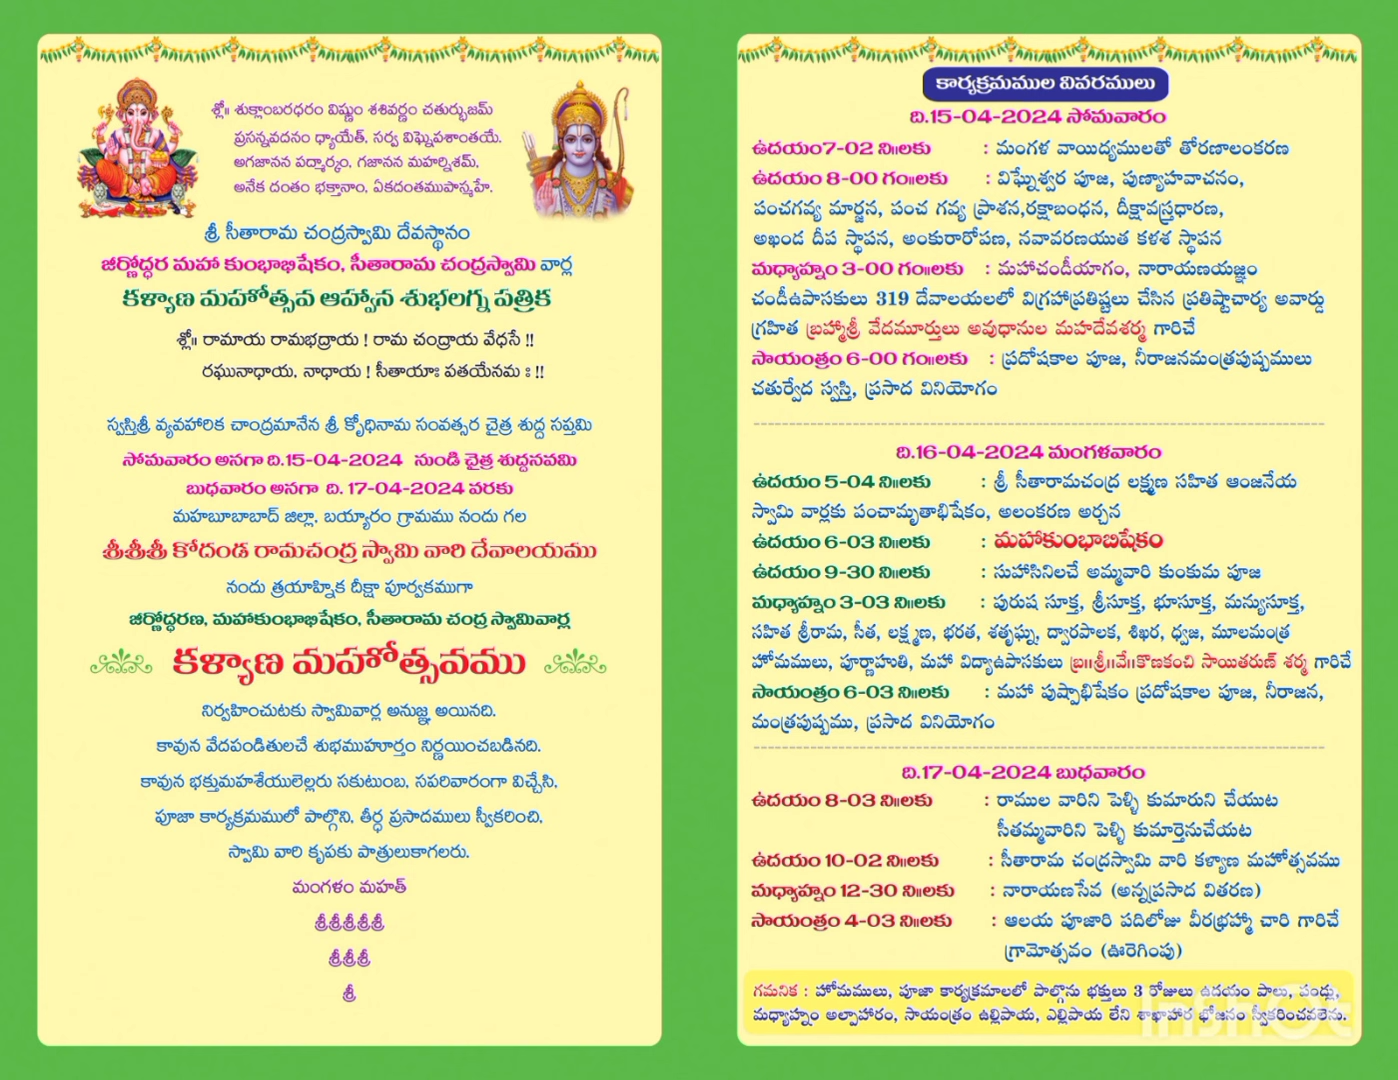 శ్లో॥ శుక్లాంబరధరం విష్ణుం శశివర్ణం చతుర్భుజమ్
ప్రసన్నవదనం ధ్యాయేత్. సర్వ విఘ్నెపశాంతయే.
అగజానన పద్మార్కం, గజానన మహర్నిశమ్,
అనేక దంతం భక్తానాం, ఏకదంతముపాస్మహే.
శ్రీ సీతారామ చంద్రస్వామి దేవస్థానం
జీర్ణోద్ధర మహా కుంభాభిషేకం, సీతారామ చంద్రస్వామి వార్ల
కళ్యాణ మహోత్సవ ఆహ్వాన శుభలగ్న పత్రిక
శ్లో॥ రామాయ రామభద్రాయ ! రామ చంద్రాయ వేధసే !!
రఘునాధాయ. నాధాయ ! సీతాయాః పతయేనమ ః !!
స్వస్తిశ్రీ వ్యవహారిక చాంద్రమానేన శ్రీ క్రోధినామ సంవత్సర చైత్ర శుద్ధ సప్తమి
సోమవారం అనగా ది.15-04-2024 నుండి చైత్ర శుద్దనవమి
బుధవారం అనగా ది. 17-04-2024 వరకు
మహబూబాబాద్ జిల్లా, బయ్యారం గ్రామము నందు గల
శ్రీశ్రీశ్రీ కోదండ రామచంద్ర స్వామి వారి దేవాలయము
నందు త్రయాహ్నిక దీక్షా పూర్వకముగా
జీర్ణోద్ధరణ, మహాకుంభాభిషేకం, సీతారామ చంద్ర స్వామివార్ల
కళ్యాణ మహోత్సవము
నిర్వహించుటకు స్వామివార్ల అనుజ్ఞ అయినది.
కావున వేదపండితులచే శుభముహూర్తం నిర్ణయించబడినది.
కావున భక్తుమహశేయులెల్లరు సకుటుంబ, సపరివారంగా విచ్చేసి,
పూజా కార్యక్రమములో పాల్గొని, తీర్ధ ప్రసాదములు స్వీకరించి,
స్వామి వారి కృపకు పాత్రులుకాగలరు.
మంగళం మహత్
శ్రీశ్రీశ్రీశ్రీశ్రీ
శ్రీశ్రీశ్రీ
శ్రీ
కార్యక్రమముల వివరములు
ది.15-04-2024 సోమవారం
ఉదయం7-02 ని॥లకు : మంగళ వాయిద్యములతో తోరణాలంకరణ
ఉదయం 8-00 గం॥లకు : విఘ్నేశ్వర పూజ, పుణ్యాహవాచనం,
పంచగవ్య మార్జన, పంచ గవ్య ప్రాశన,రక్షాబంధన, దీక్షావస్త్రధారణ,
అఖండ దీప స్థాపన, అంకురారోపణ, నవావరణయుత కళశ స్థాపన
మధ్యాహ్నం 3-00 గం॥లకు : మహాచండీయాగం, నారాయణయజ్ఞం
చండీఉపాసకులు 319 దేవాలయలలో విగ్రహాప్రతిష్టలు చేసిన ప్రతిష్టాచార్య అవార్డు
గ్రహిత బ్రహ్మాశ్రీ వేదమూర్తులు అవుధానుల మహదేవశర్మ గారిచే
సాయంత్రం 6-00 గం॥లకు : ప్రదోషకాల పూజ, నీరాజనమంత్రపుష్పములు
చతుర్వేద స్వస్తి, ప్రసాద వినియోగం
ది.16-04-2024 మంగళవారం
ఉదయం 5-04 ని॥లకు : శ్రీ సీతారామచంద్ర లక్ష్మణ సహిత ఆంజనేయ
స్వామి వార్లకు పంచామృతాభిషేకం, అలంకరణ అర్చన
ఉదయం 6-03 ని॥లకు : మహాకుంభాబిషేకం
ఉదయం 9-30 ని॥లకు : సుహాసినిలచే అమ్మవారి కుంకుమ పూజ
మధ్యాహ్నం 3-03 ని॥లకు : పురుష సూక్త, శ్రీసూక్త, భూసూక్త, మన్యుసూక్త,
సహిత శ్రీరామ, సీత, లక్ష్మణ, భరత, శతృఘ్న, ద్వారపాలక, శిఖర, ధ్వజ, మూలమంత్ర
హోమములు, పూర్ణాహుతి, మహా విద్యాఉపాసకులు బ్ర॥శ్రీ॥వే॥కొణకంచి సాయితరుణ్ శర్మ గారిచే
సాయంత్రం 6-03 ని॥లకు : మహా పుష్పాభిషేకం ప్రదోషకాల పూజ, నీరాజన,
మంత్రపుష్పము, ప్రసాద వినియోగం
ది.17-04-2024 బుధవారం
ఉదయం 8-03 ని॥లకు : రాముల వారిని పెళ్ళి కుమారుని చేయుట
సీతమ్మవారిని పెళ్ళి కుమార్తెనుచేయట
ఉదయం 10-02 ని॥లకు : సీతారామ చంద్రస్వామి వారి కళ్యాణ మహోత్సవము
మధ్యాహ్నం 12-30 ని॥లకు : నారాయణసేవ (అన్నప్రసాద వితరణ)
సాయంత్రం 4-03 ని॥లకు : ఆలయ పూజారి పదిలోజు వీరభ్రహ్మా చారి గారిచే
గ్రామోత్సవం (ఊరెగింపు)
గమనిక : హోమములు, పూజా కార్యక్రమాలలో పాల్గొను భక్తులు 3 రోజులు ఉదయం పాలు, పండ్లు,
మధ్యాహ్నం అల్పాహారం, సాయంత్రం ఉల్లిపాయ, ఎల్లిపాయ లేని శాఖాహార భోజనం స్వీకరించవలెను.
InShOt